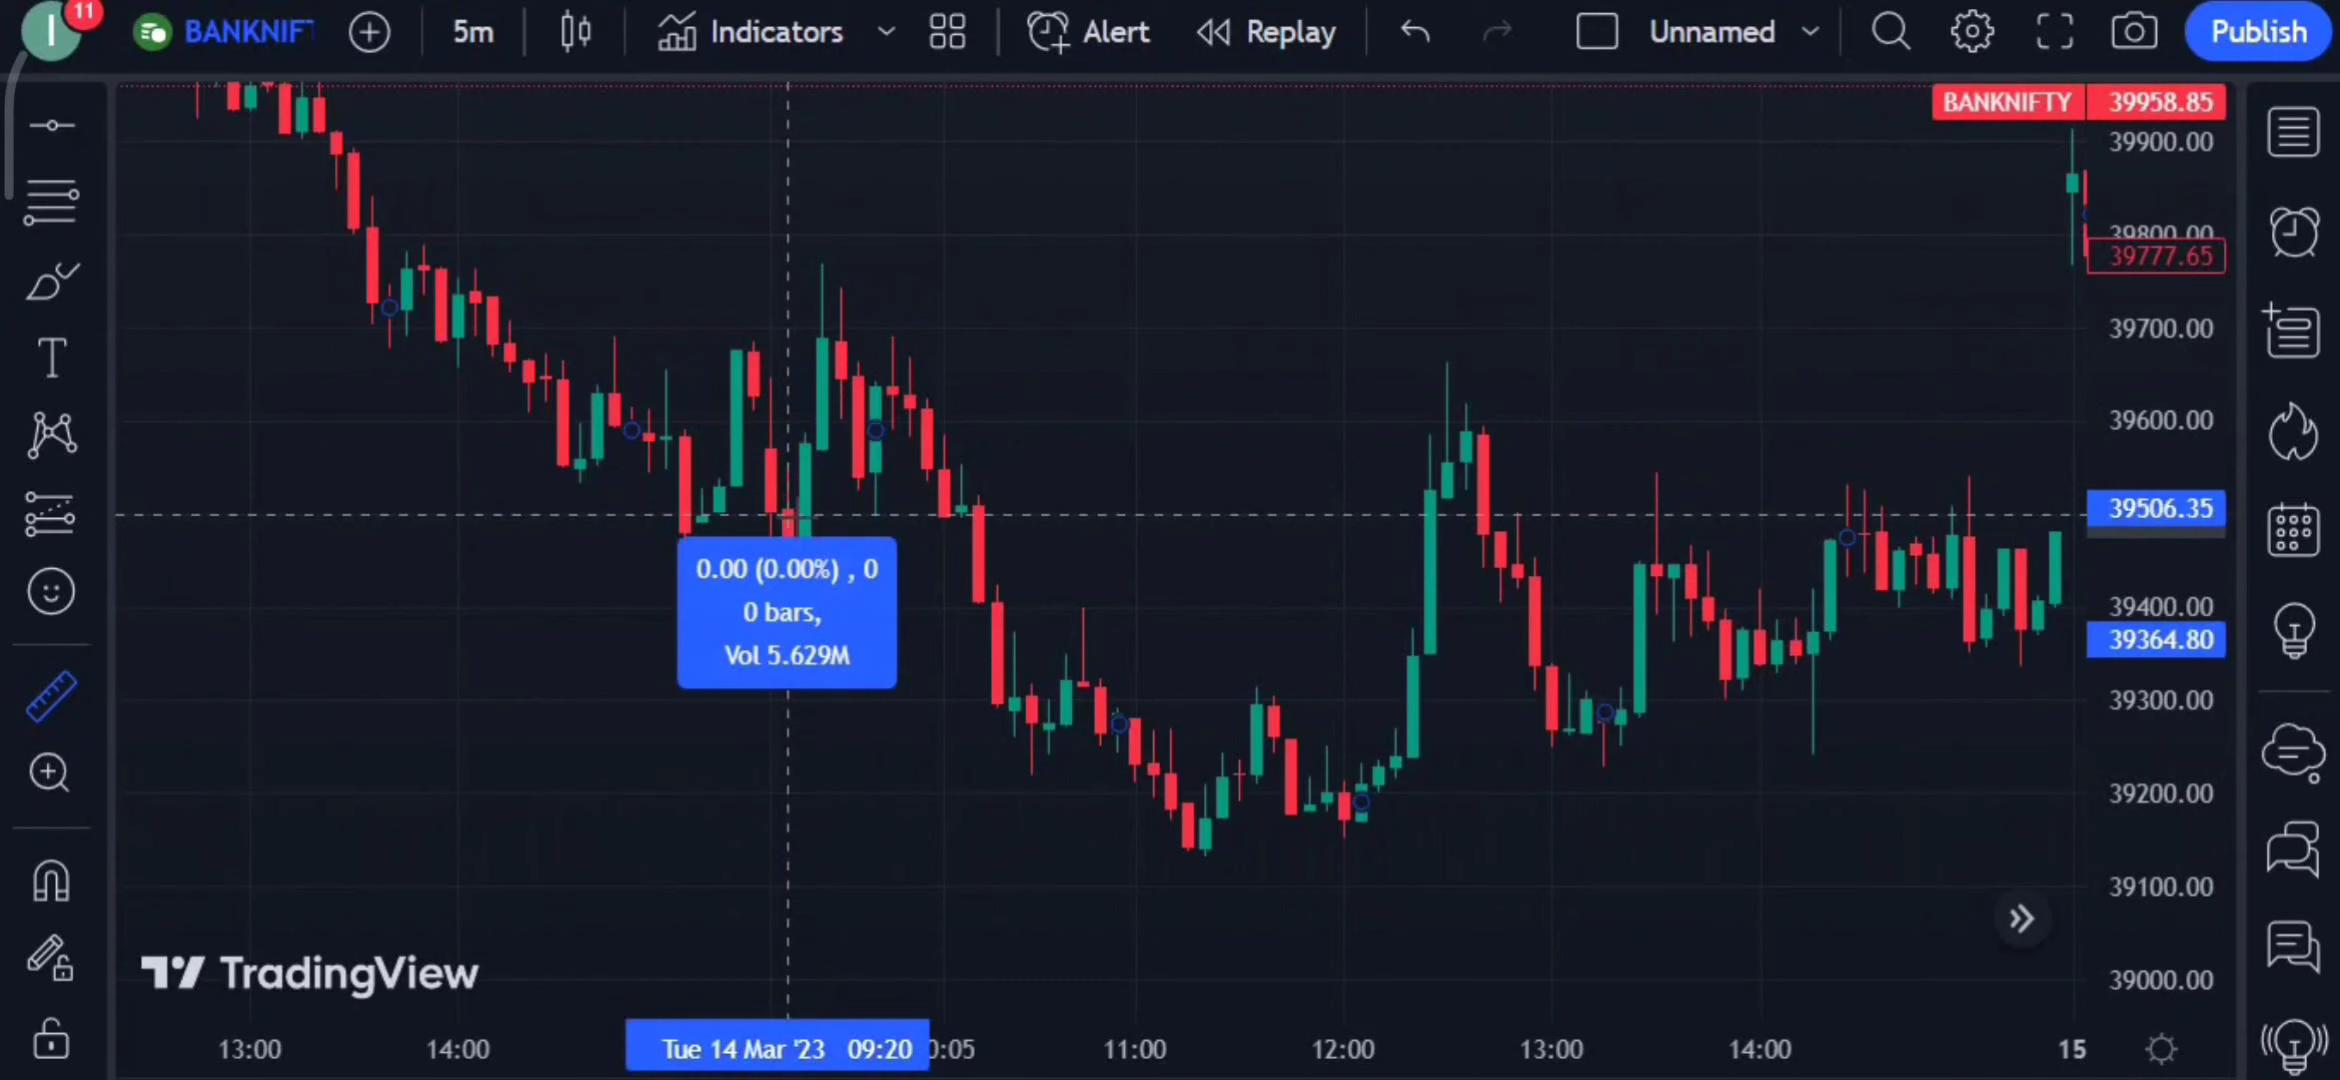 I
11
BANKNIF
5m
Indicators
Alert
Replay
Unnamed
Publish
BANKNIFTY 39958.85
39900.00
39800.00
39777.65
39700.00
39600.00
39506.35
39400.00
39364.80
39300.00
39200.00
39100.00
39000.00
0.00 (0.00%) , 0
0 bars,
Vol 5.629M
TradingView
13:00 14:00 Tue 14 Mar '23 09:20 0:05 11:00 12:00 13:00 14:00 15